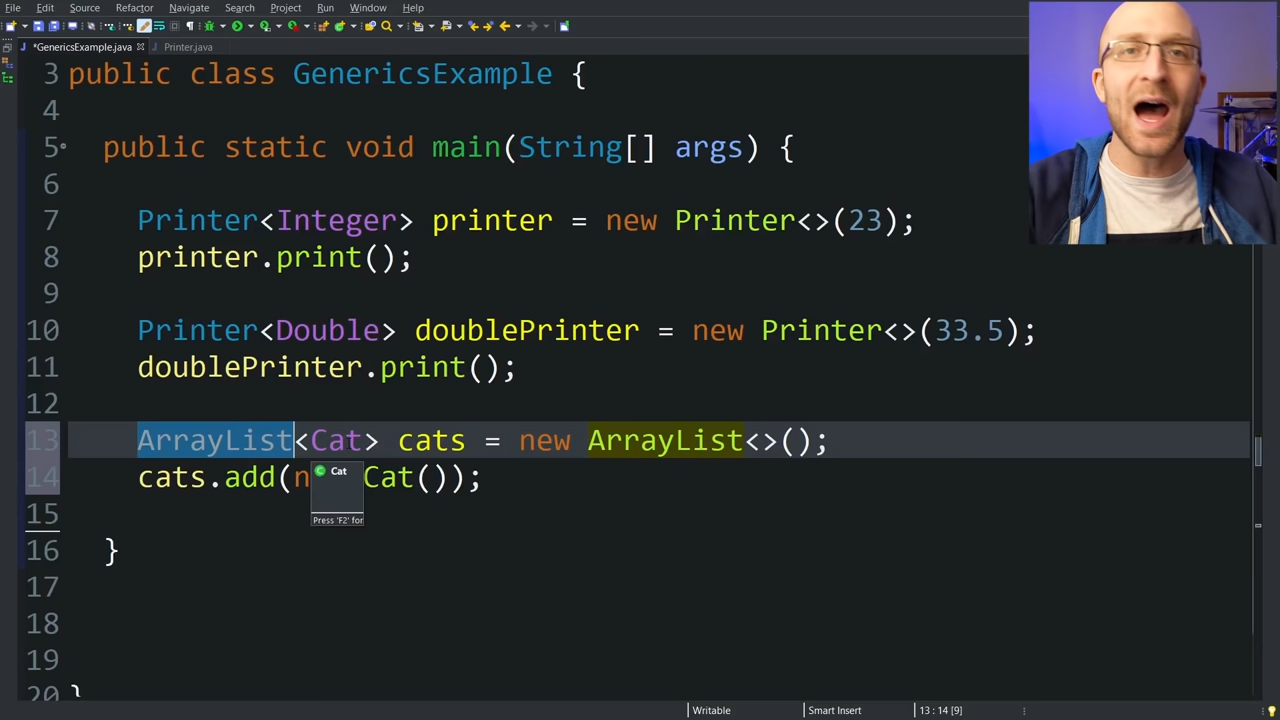 File Edit Source Refactor Navigate Search Project Run Window Help
*GenericsExample.java Printer.java
3 public class GenericsExample {
4
5 public static void main(String[] args) {
6
7 Printer<Integer> printer = new Printer<>(23);
8 printer.print();
9
10 Printer<Double> doublePrinter = new Printer<>(33.5);
11 doublePrinter.print();
12
13 ArrayList<Cat> cats = new ArrayList<>();
14 cats.add(n Cat());
Cat
15
Press 'F2' for
16 }
17
18
19
20 }
Writable Smart Insert 13 : 14 [9]